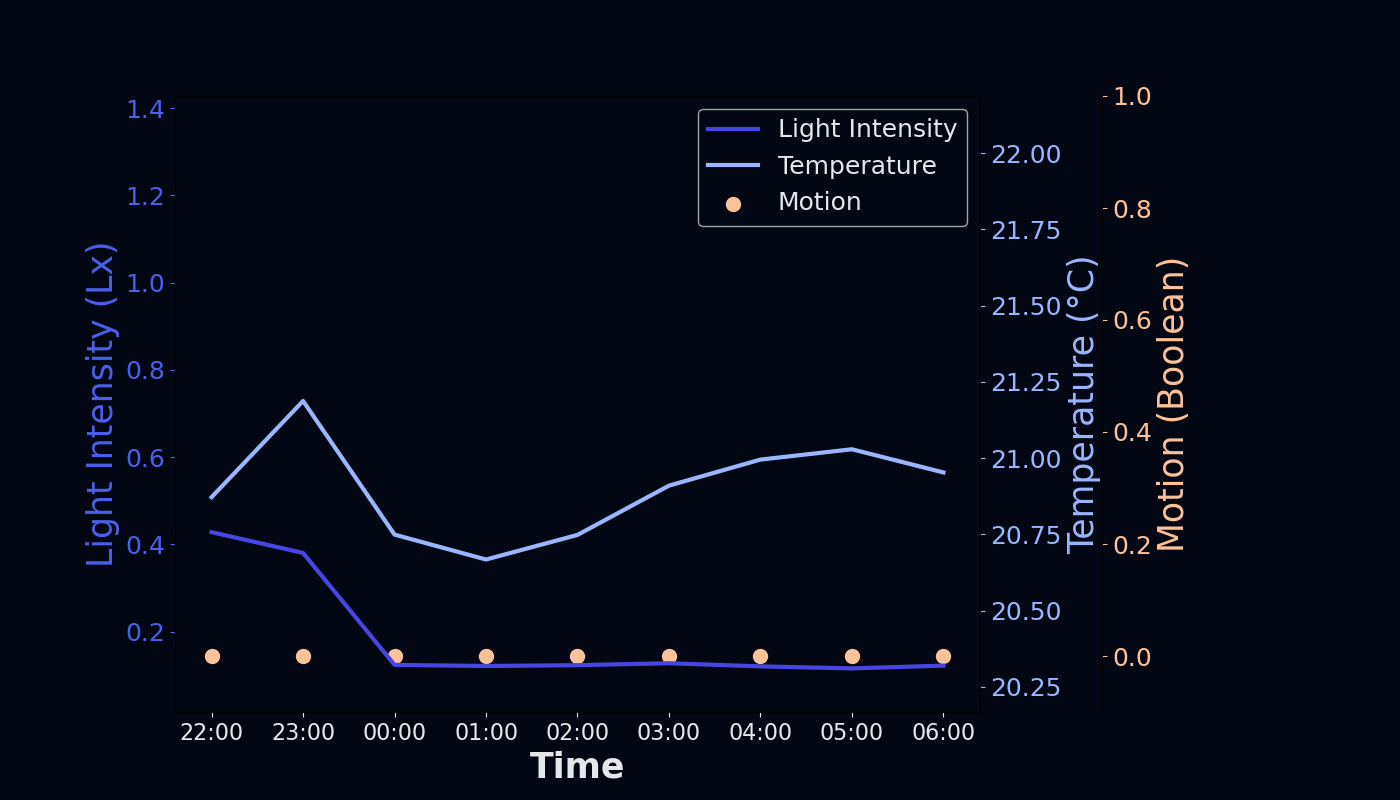 Light Intensity (Lx)
1.4
1.2
1.0
0.8
0.6
0.4
0.2
Light Intensity
Temperature
Motion
22.00
21.75
21.50
21.25
21.00
20.75
20.50
20.25
Temperature (°C)
1.0
0.8
0.6
0.4
0.2
0.0
Motion (Boolean)
22:00 23:00 00:00 01:00 02:00 03:00 04:00 05:00 06:00
Time